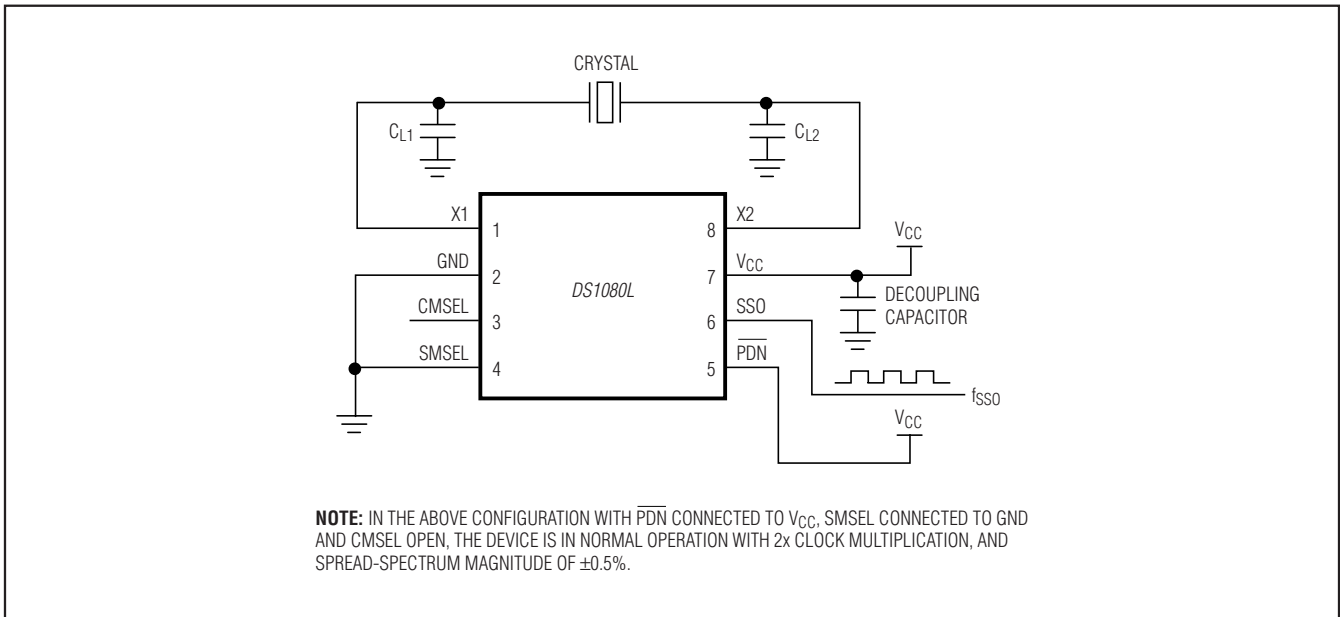 CRYSTAL
CL1
CL2
X1
1
8
X2
VCC
GND
2
7
VCC
DS1080L
DECOUPLING
CAPACITOR
CMSEL
3
6
SSO
SMSEL
4
5
PDN
fSSO
VCC
NOTE: IN THE ABOVE CONFIGURATION WITH PDN CONNECTED TO VCC, SMSEL CONNECTED TO GND
AND CMSEL OPEN, THE DEVICE IS IN NORMAL OPERATION WITH 2x CLOCK MULTIPLICATION, AND
SPREAD-SPECTRUM MAGNITUDE OF ±0.5%.